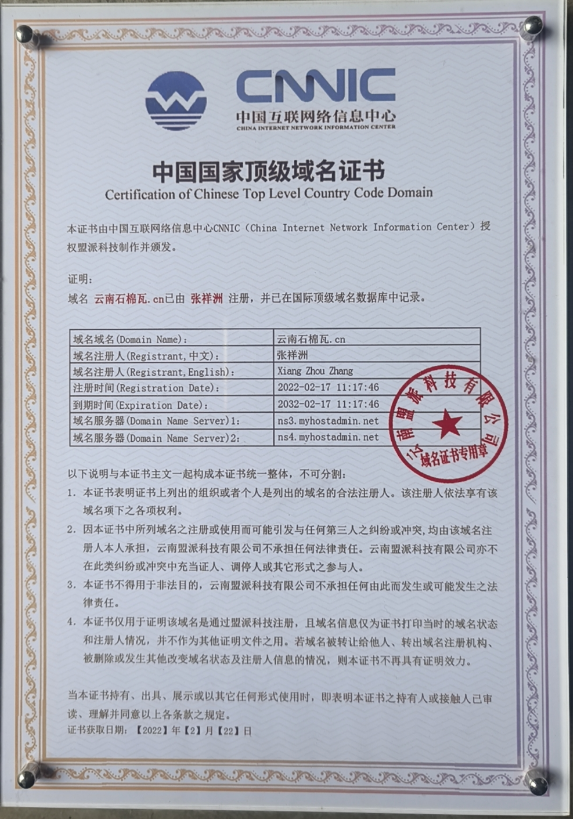 CNNIC
中国互联网络信息中心
CHINA INTERNET NETWORK INFORMATION CENTER
中国国家顶级域名证书
Certification of Chinese Top Level Country Code Domain
本证书由中国互联网络信息中心CNNIC（China Internet Network Information Center）授
权盟派科技制作并颁发。
证明：
域名 云南石棉瓦.cn已由 张祥洲 注册，并已在国际顶级域名数据库中记录。
域名域名(Domain Name): 云南石棉瓦.cn
域名注册人(Registrant,中文): 张祥洲
域名注册人(Registrant,English): Xiang Zhou Zhang
注册时间(Registration Date): 2022-02-17 11:17:46
到期时间(Expiration Date): 2032-02-17 11:17:46
域名服务器(Domain Name Server)1: ns3.myhostadmin.net
域名服务器(Domain Name Server)2: ns4.myhostadmin.net
云南盟派科技有限公司
域名证书专用章
以下说明与本证书主文一起构成本证书统一整体，不可分割：
1. 本证书表明证书上列出的组织或者个人是列出的域名的合法注册人。该注册人依法享有该
域名项下之各项权利。
2. 因本证书中所列域名之注册或使用而可能引发与任何第三人之纠纷或冲突，均由该域名注
册人本人承担，云南盟派科技有限公司不承担任何法律责任。云南盟派科技有限公司亦不
在此类纠纷或冲突中充当证人、调停人或其它形式之参与人。
3. 本证书不得用于非法目的，云南盟派科技有限公司不承担任何由此而发生或可能发生之法
律责任。
4. 本证书仅用于证明该域名是通过盟派科技注册，且域名信息仅为证书打印当时的域名状态
和注册人情况，并不作为其他证明文件之用。若域名被转让给他人、转出域名注册机构、
被删除或发生其他改变域名状态及注册人信息的情况，则本证书不再具有证明效力。
当本证书持有、出具、展示或以其它任何形式使用时，即表明本证书之持有人或接触人已审
读、理解并同意以上各条款之规定。
证书获取日期：【2022】年【2】月【22】日